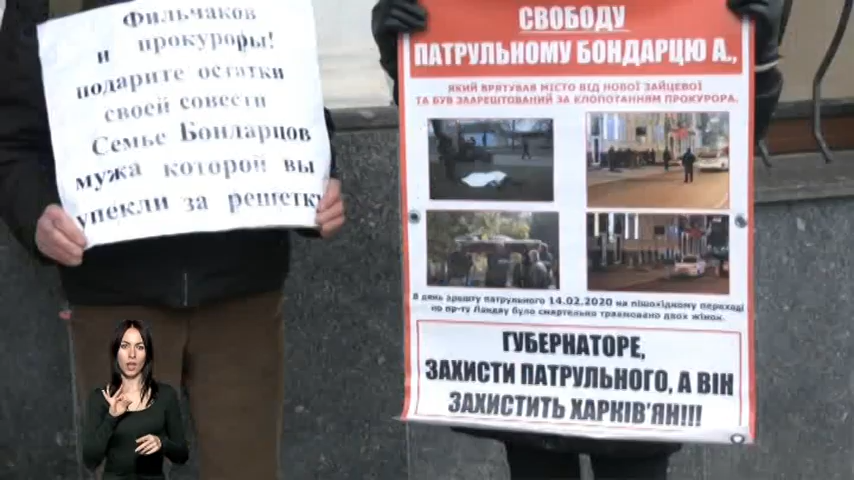 Фильчаков
и прокуроры!
подарите остатки
своей совести
Семье Бондарцов
мужа которой вы
упекли за решетку
СВОБОДУ
ПАТРУЛЬНОМУ БОНДАРЦЮ А.,
ЯКИЙ ВРЯТУВАВ МІСТО ВІД НОВОЇ ЗАЙЦЕВОЇ
ТА БУВ ЗААРЕШТОВАНИЙ ЗА КЛОПОТАННЯМ ПРОКУРОРА.
В день арешту патрульного 14.02.2020 на пішохідному переході
по пр-ту Ландау було смертельно травмовано двох жінок.
ГУБЕРНАТОРЕ,
ЗАХИСТИ ПАТРУЛЬНОГО, А ВІН
ЗАХИСТИТЬ ХАРКІВ'ЯН!!!